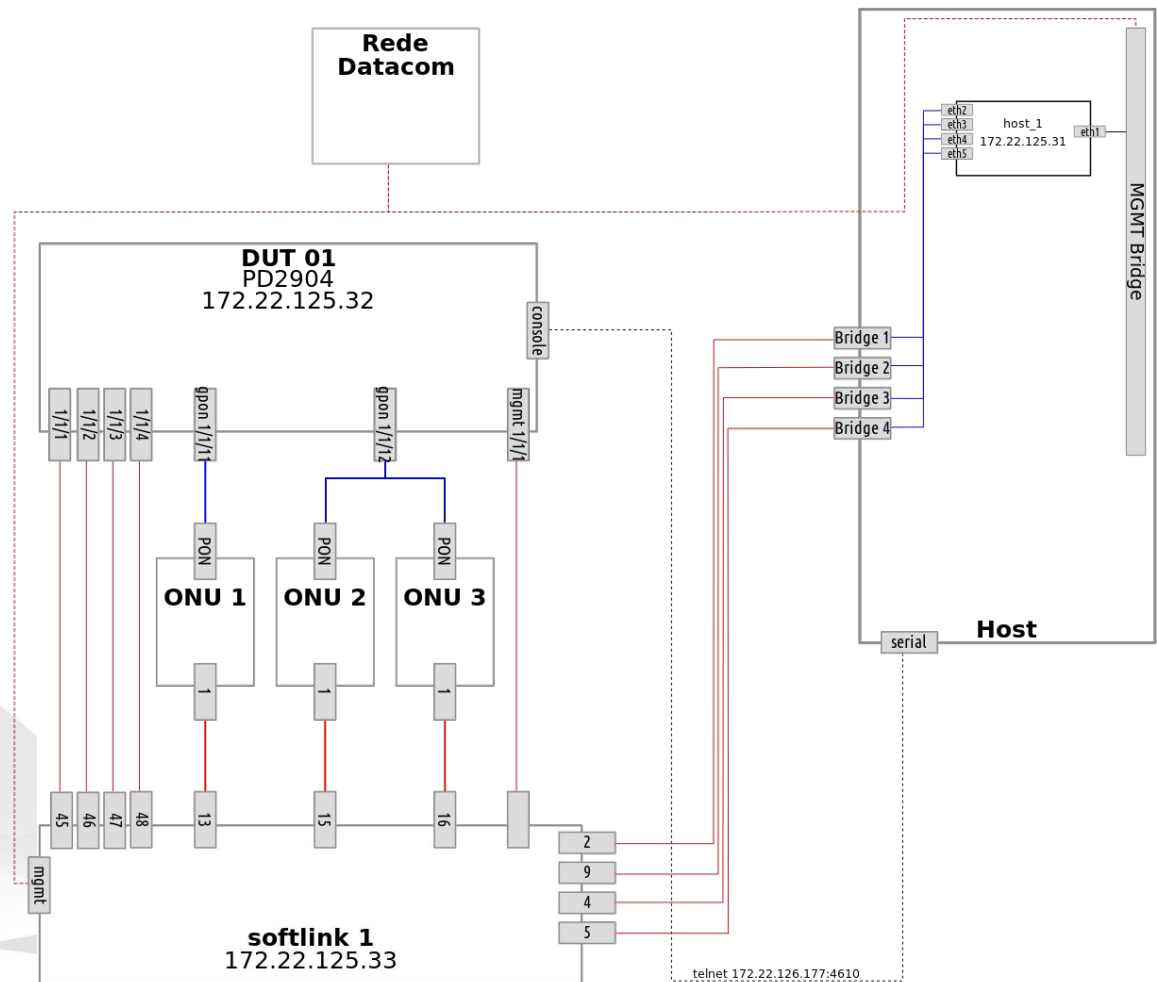 Rede
Datacom
eth2
eth3
eth4
eth5
host_1
172.22.125.31
eth1
MGMT Bridge
DUT 01
PD2904
172.22.125.32
console
Bridge 1
Bridge 2
Bridge 3
Bridge 4
1/1/1
1/1/2
1/1/3
1/1/4
gpon 1/1/11
gpon 1/1/12
mgmt 1/1/1
PON
PON
PON
ONU 1
ONU 2
ONU 3
Host
serial
1
1
1
45
46
47
48
13
15
16
2
9
4
5
mgmt
softlink 1
172.22.125.33
telnet 172.22.126.177:4610